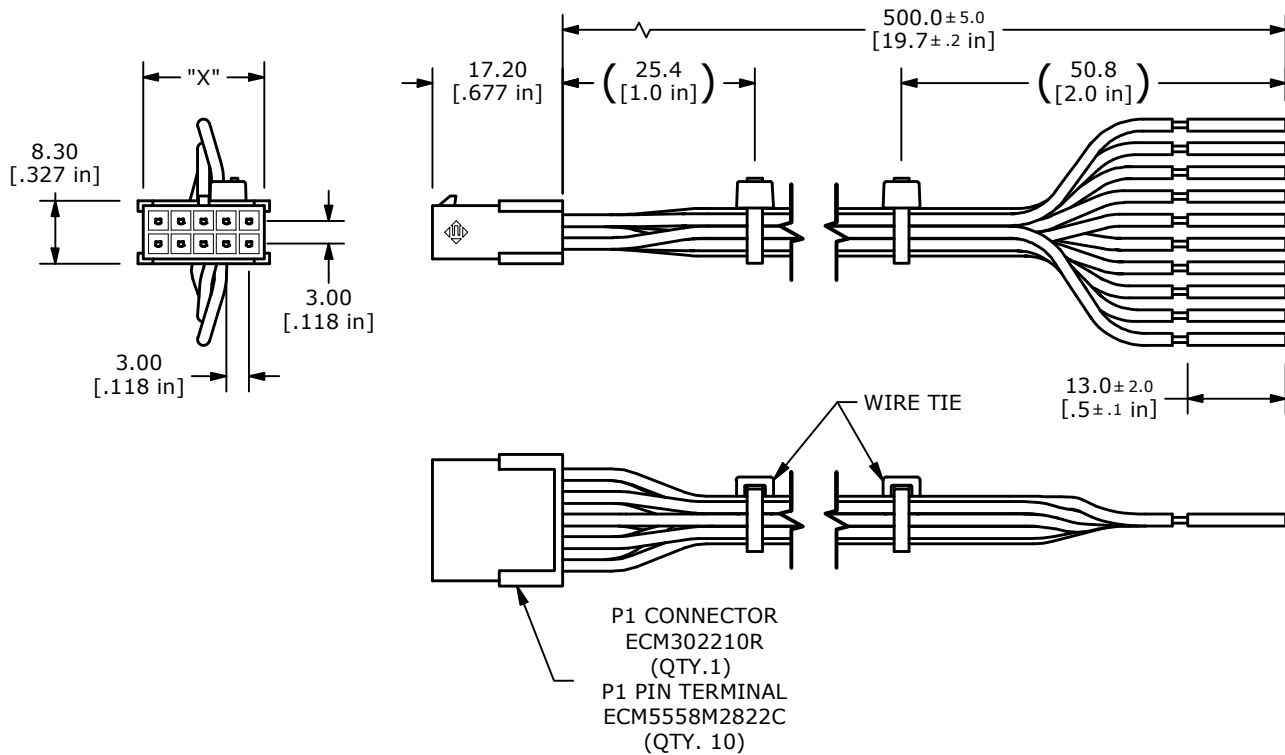 500.0±5.0
[19.7±.2 in]
"X"
17.20
[.677 in]
(25.4
[1.0 in])
(50.8
[2.0 in])
8.30
[.327 in]
3.00
[.118 in]
3.00
[.118 in]
13.0±2.0
[.5±.1 in]
WIRE TIE
P1 CONNECTOR
ECM302210R
(QTY.1)
P1 PIN TERMINAL
ECM5558M2822C
(QTY. 10)